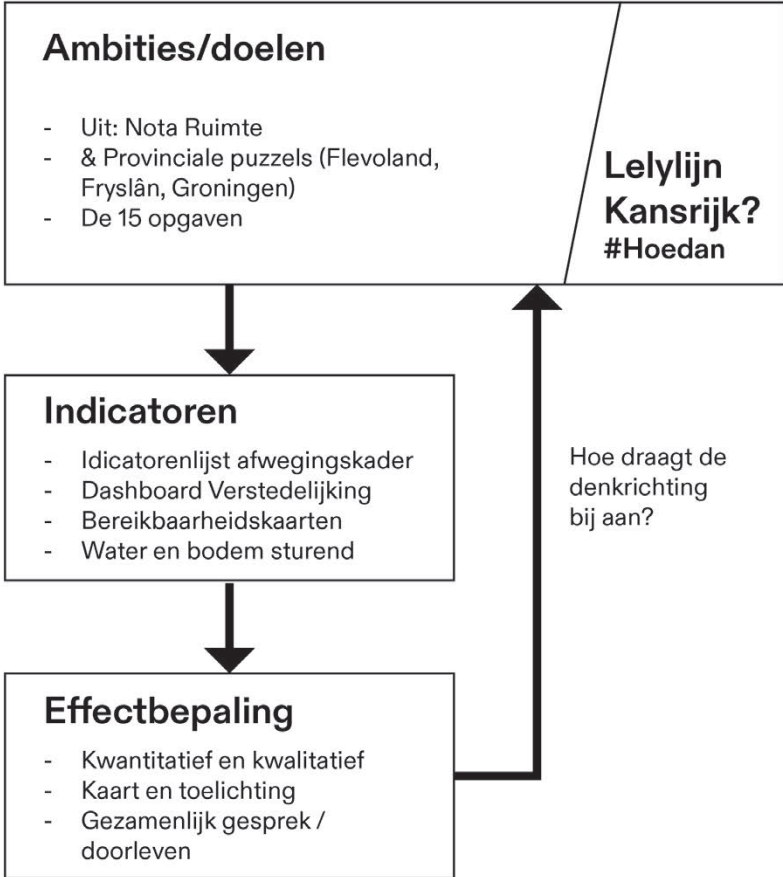 Ambities/doelen
- Uit: Nota Ruimte
- & Provinciale puzzels (Flevoland,
Fryslân, Groningen)
- De 15 opgaven
Lelylijn
Kansrijk?
#Hoedan
Indicatoren
- Idicatorenlijst afwegingskader
- Dashboard Verstedelijking
- Bereikbaarheidskaarten
- Water en bodem sturend
Hoe draagt de
denkrichting
bij aan?
Effectbepaling
- Kwantitatief en kwalitatief
- Kaart en toelichting
- Gezamenlijk gesprek /
doorleven